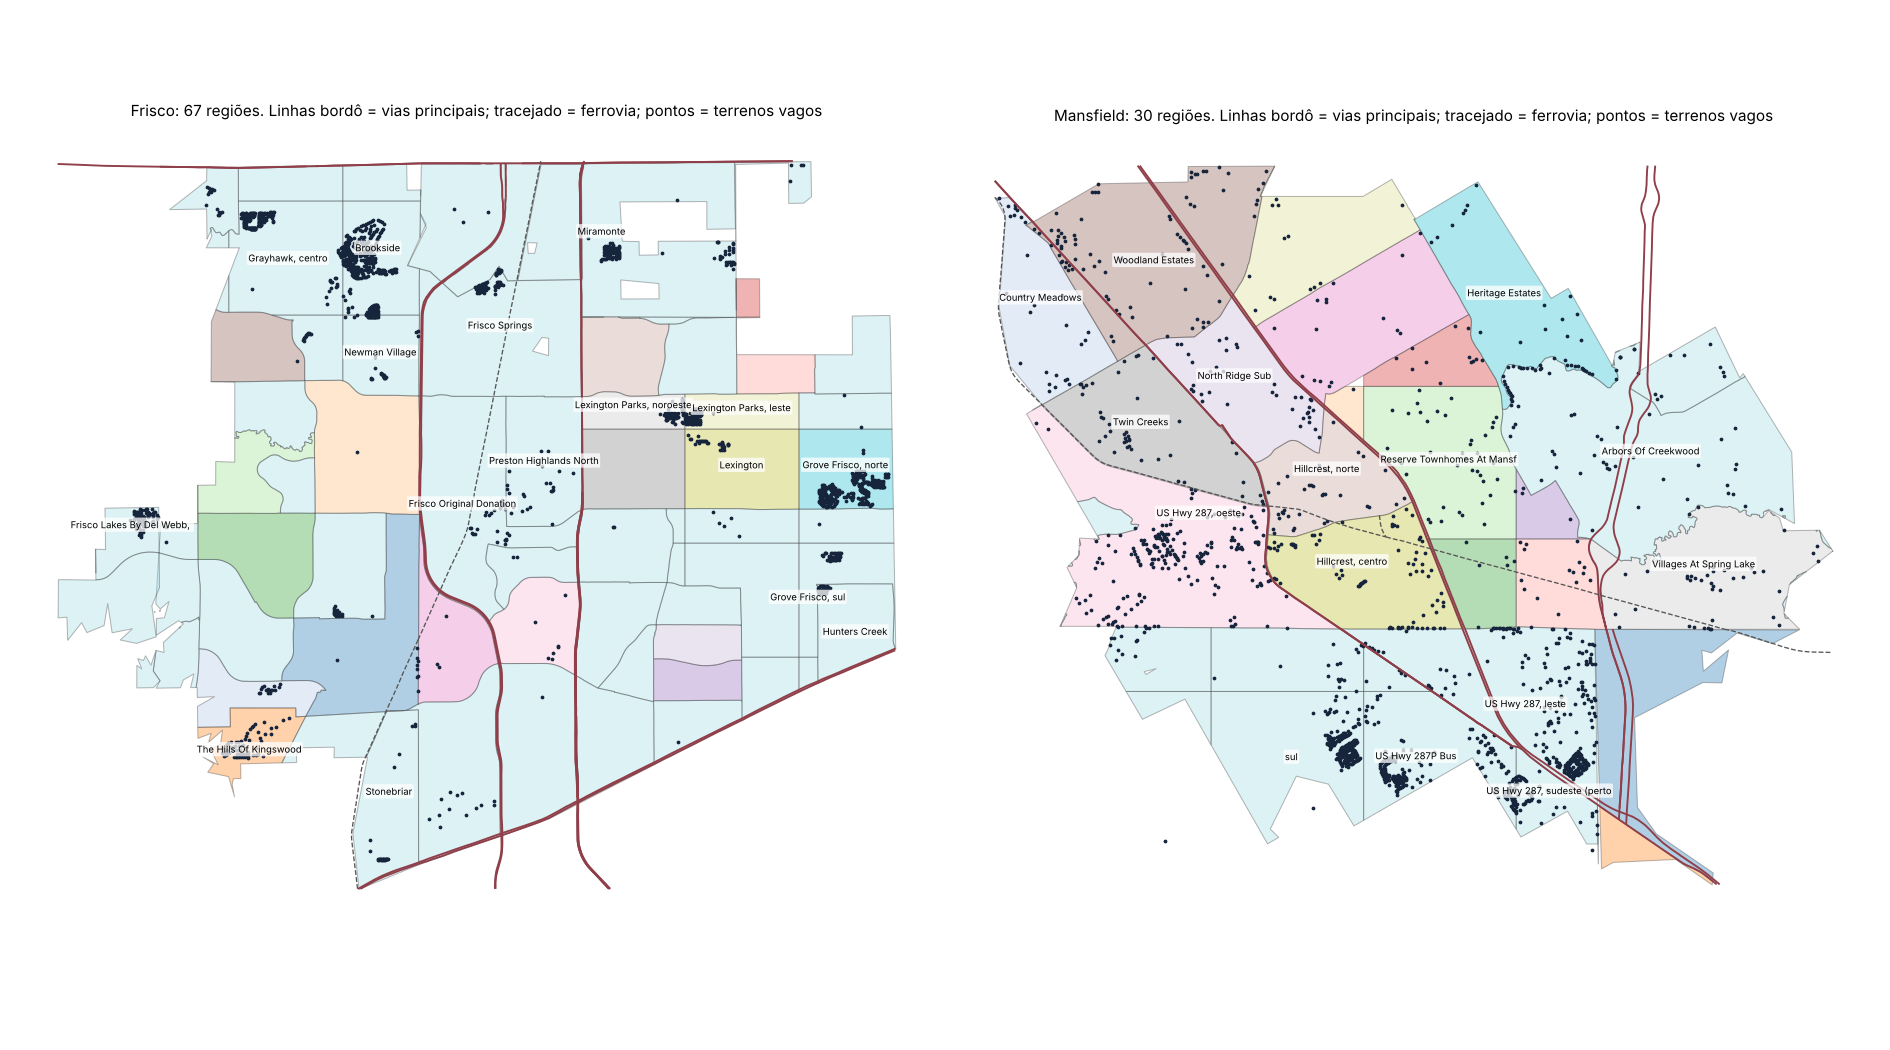 Frisco: 67 regiões. Linhas bordô = vias principais; tracejado = ferrovia; pontos = terrenos vagos
Miramonte
Brookside
Grayhawk, centro
Frisco Springs
Newman Village
Lexington Parks, noroeste
Lexington Parks, leste
Preston Highlands North
Lexington
Grove Frisco, norte
Frisco Original Donation
Frisco Lakes By Del Webb,
Grove Frisco, sul
Hunters Creek
The Hills Of Kingswood
Stonebriar
Mansfield: 30 regiões. Linhas bordô = vias principais; tracejado = ferrovia; pontos = terrenos vagos
Woodland Estates
Country Meadows
Heritage Estates
North Ridge Sub
Twin Creeks
Arbors Of Creekwood
Reserve Townhomes At Mansf
Hillcrest, norte
US Hwy 287, oeste
Hillcrest, centro
Villages At Spring Lake
US Hwy 287, leste
sul
US Hwy 287P Bus
US Hwy 287, sudeste (perto